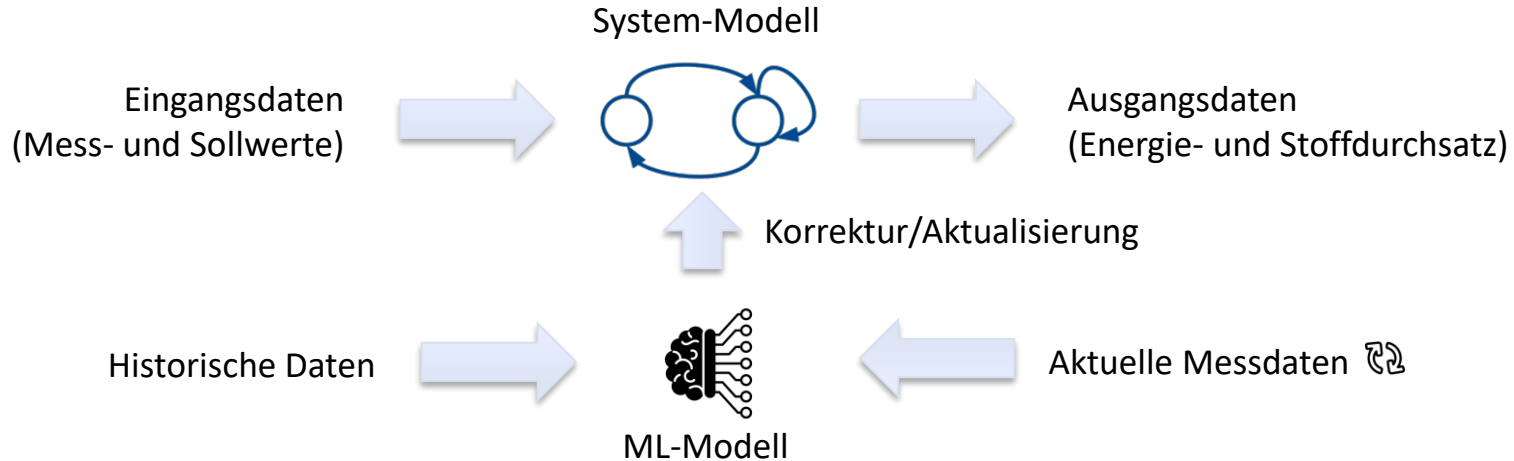 System-Modell
Eingangsdaten
(Mess- und Sollwerte)
Ausgangsdaten
(Energie- und Stoffdurchsatz)
Korrektur/Aktualisierung
Historische Daten
Aktuelle Messdaten
ML-Modell